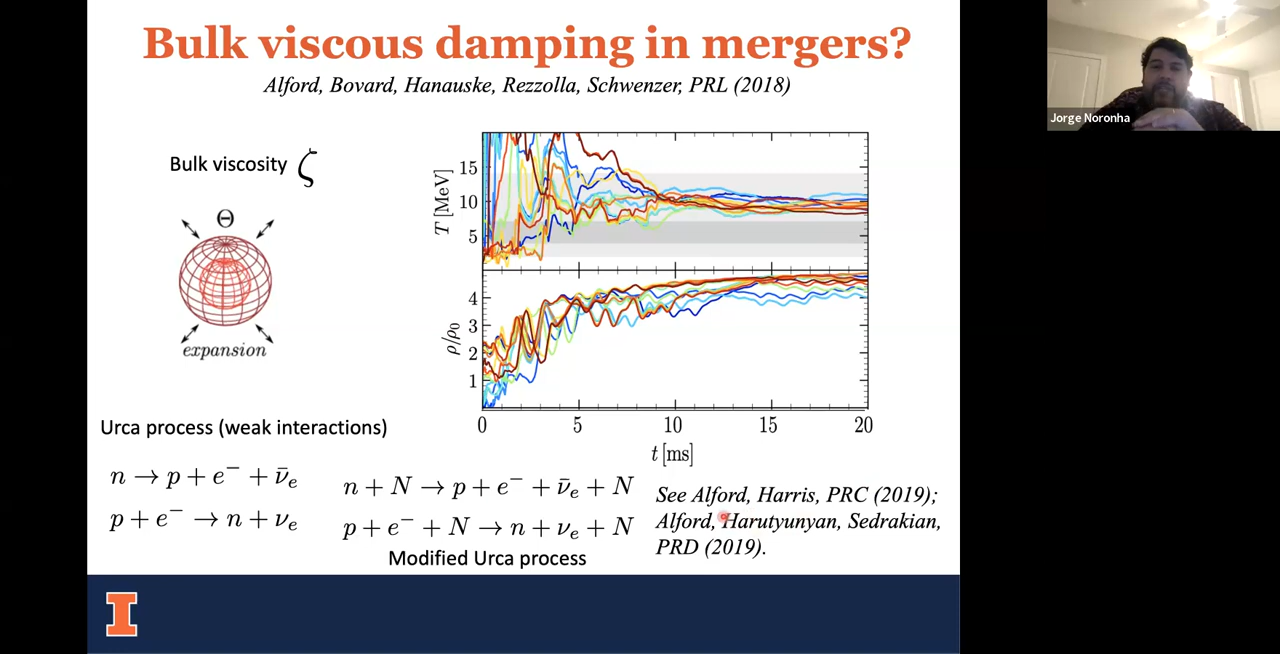 Bulk viscous damping in mergers?
Alford, Bovard, Hanauske, Rezzolla, Schwenzer, PRL (2018)
Jorge Noronha
Bulk viscosity ζ
Θ
expansion
T [MeV]
15
10
5
ρ/ρ₀
4
3
2
1
0 5 10 15 20
t [ms]
Urca process (weak interactions)
n → p + e⁻ + ν̄ₑ
p + e⁻ → n + νₑ
n + N → p + e⁻ + ν̄ₑ + N
p + e⁻ + N → n + νₑ + N
Modified Urca process
See Alford, Harris, PRC (2019);
Alford, Harutyunyan, Sedrakian,
PRD (2019).
I